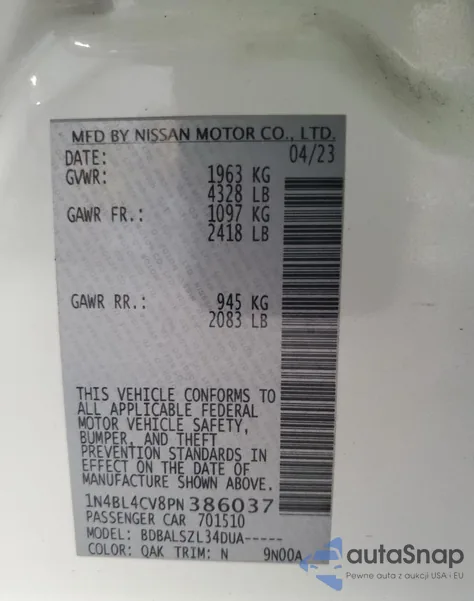 MFD BY NISSAN MOTOR CO., LTD.
DATE: 04/23
GVWR: 1963 KG
4328 LB
GAWR FR.: 1097 KG
2418 LB
GAWR RR.: 945 KG
2083 LB
THIS VEHICLE CONFORMS TO
ALL APPLICABLE FEDERAL
MOTOR VEHICLE SAFETY,
BUMPER, AND THEFT
PREVENTION STANDARDS IN
EFFECT ON THE DATE OF
MANUFACTURE SHOWN ABOVE.
1N4BL4CV8PN386037
PASSENGER CAR 701510
MODEL: BDBALSZL34DUA-----
COLOR: QAK TRIM: N 9N00A
autoSnap
Pewne auta z aukcji USA i EU